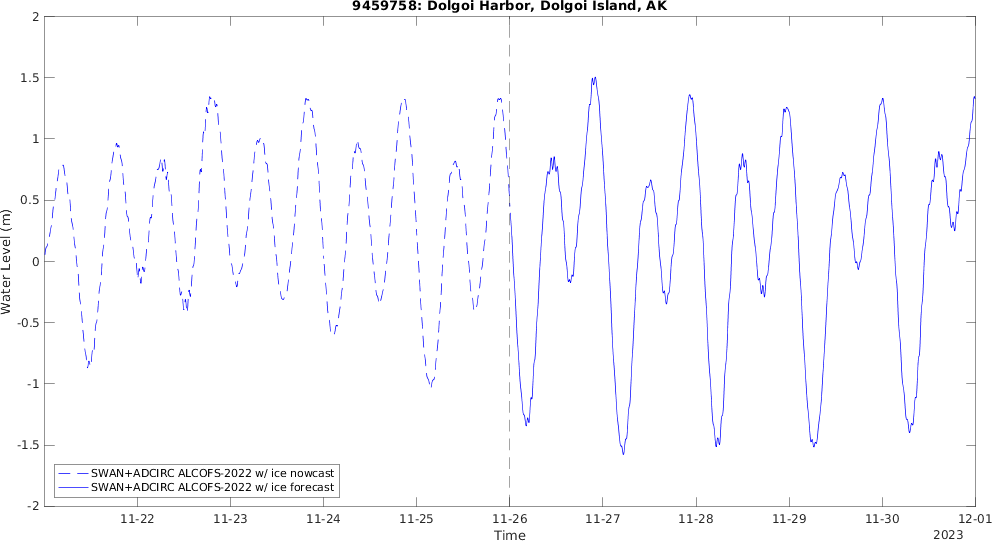 9459758: Dolgoi Harbor, Dolgoi Island, AK
2
1.5
1
0.5
0
-0.5
-1
-1.5
-2
Water Level (m)
SWAN+ADCIRC ALCOFS-2022 w/ ice nowcast
SWAN+ADCIRC ALCOFS-2022 w/ ice forecast
11-22 11-23 11-24 11-25 11-26 11-27 11-28 11-29 11-30 12-01
Time
2023